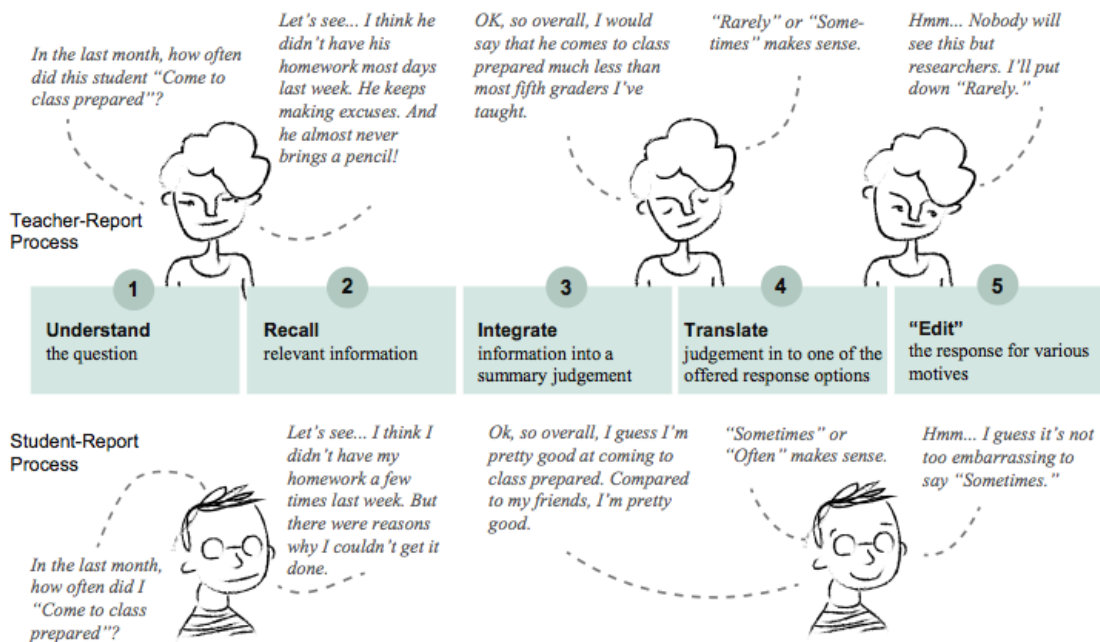 In the last month, how often
did this student “Come to
class prepared”?
Let’s see... I think he
didn’t have his
homework most days
last week. He keeps
making excuses. And
he almost never
brings a pencil!
OK, so overall, I would
say that he comes to class
prepared much less than
most fifth graders I’ve
taught.
“Rarely” or “Some-
times” makes sense.
Hmm... Nobody will
see this but
researchers. I’ll put
down “Rarely.”
Teacher-Report
Process
1
Understand
the question
2
Recall
relevant information
3
Integrate
information into a
summary judgement
4
Translate
judgement in to one of the
offered response options
5
“Edit”
the response for various
motives
Student-Report
Process
In the last month,
how often did I
“Come to class
prepared”?
Let’s see... I think I
didn’t have my
homework a few
times last week. But
there were reasons
why I couldn’t get it
done.
Ok, so overall, I guess I’m
pretty good at coming to
class prepared. Compared
to my friends, I’m pretty
good.
“Sometimes” or
“Often” makes sense.
Hmm... I guess it’s not
too embarrassing to
say “Sometimes.”